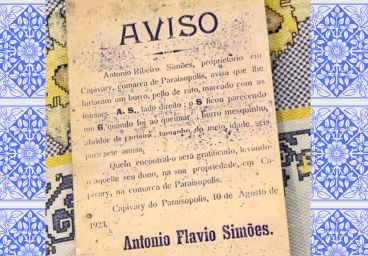 AVISO
Antonio Ribeiro Simões, proprietario em
Capivary, comarca de Paraisopolis, avisa que lhe
furtaram um burro, pello de rato, marcado com as
iniciaes A. S., lado direito; o S ficou parecendo
um G, quando foi ao queimar; burro mesquinho,
ibridor de porteira, tamanho do meio, idade seis
para sete annos.
Quem encontral-o será gratificado, levando-
o aquelle seu dono, na sua propriedade, em Ca-
pivary, na comarca de Paraisopolis.
Capivary do Paraisopolis, 10 de Agosto de
1923.
Antonio Flavio Simões.